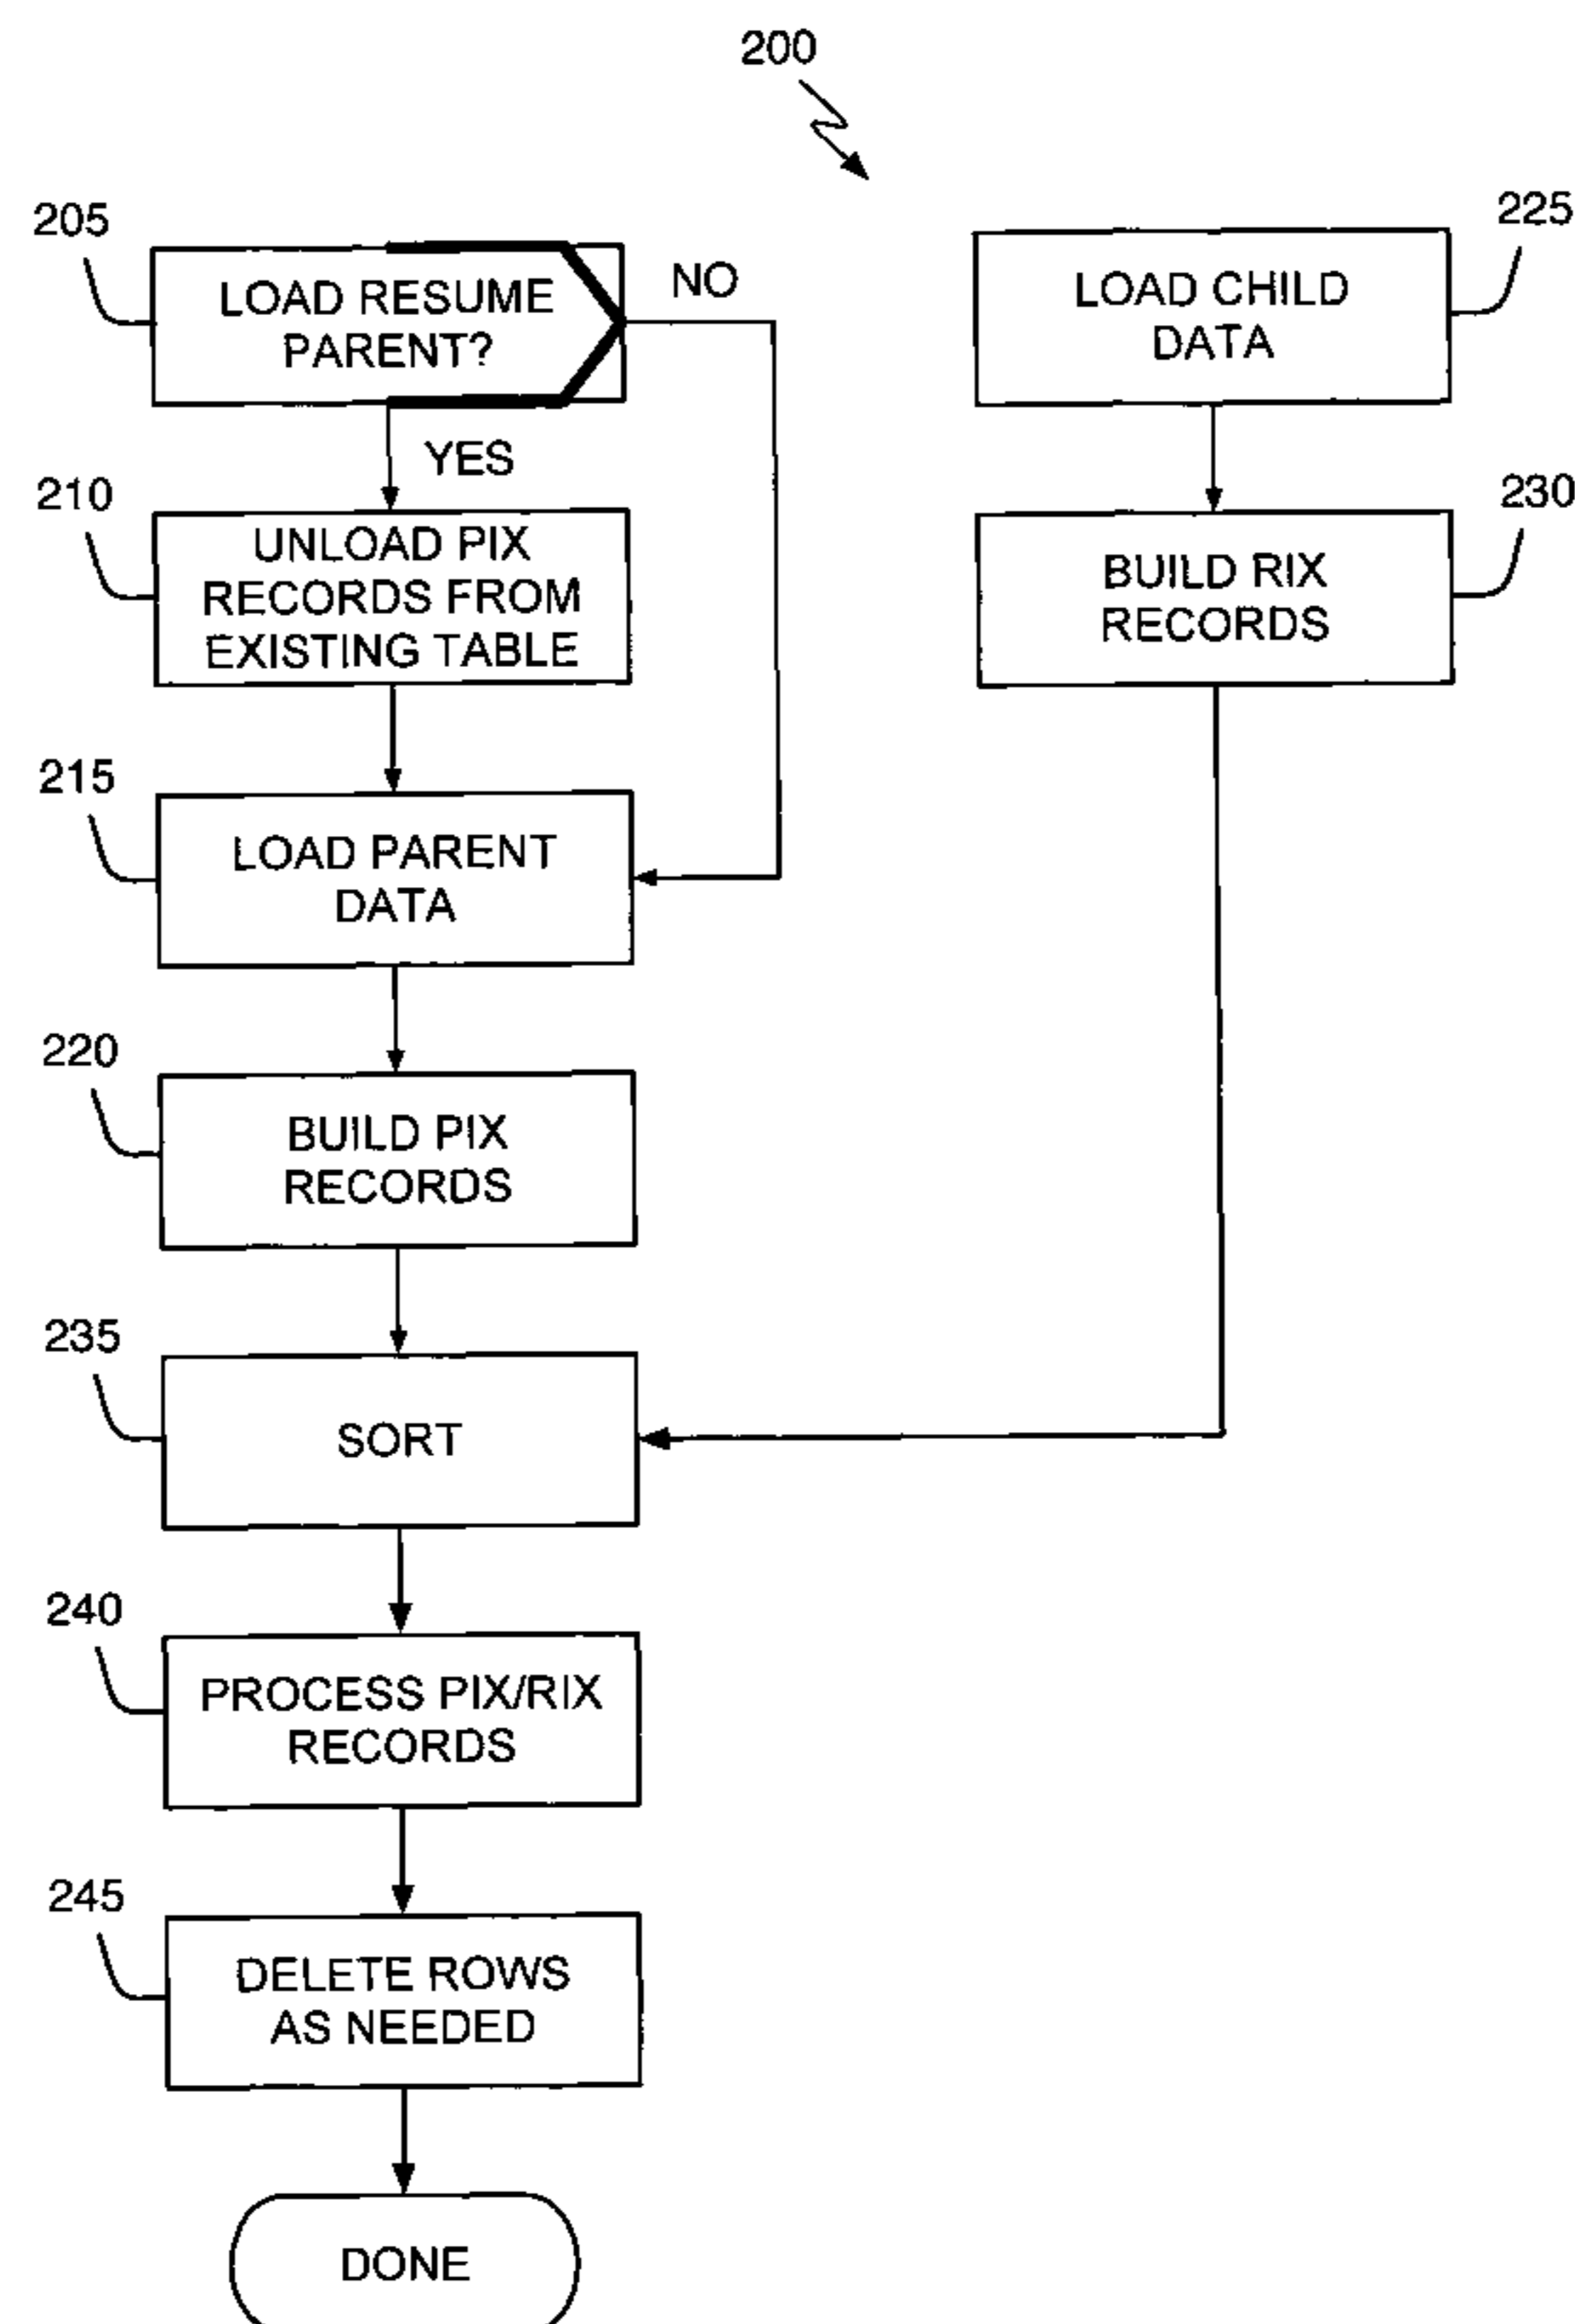 200
205
LOAD RESUME
PARENT?
NO
YES
225
LOAD CHILD
DATA
210
UNLOAD PIX
RECORDS FROM
EXISTING TABLE
230
BUILD RIX
RECORDS
215
LOAD PARENT
DATA
220
BUILD PIX
RECORDS
235
SORT
240
PROCESS PIX/RIX
RECORDS
245
DELETE ROWS
AS NEEDED
DONE